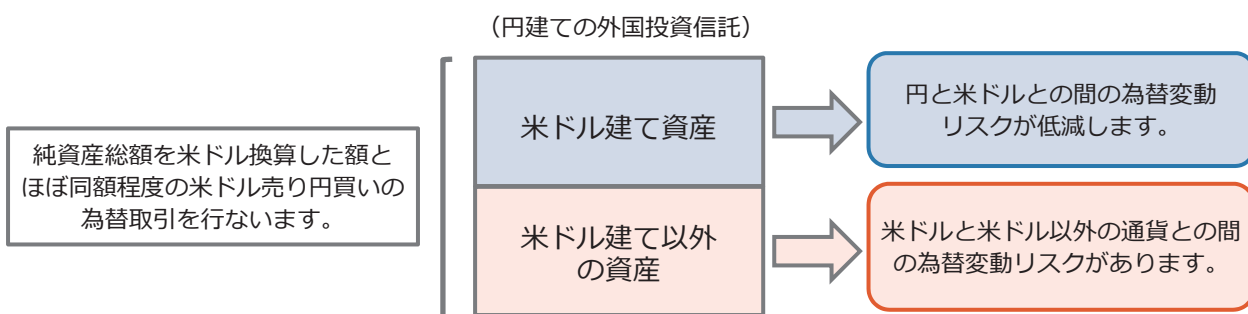 （円建ての外国投資信託）
純資産総額を米ドル換算した額と
ほぼ同額程度の米ドル売り円買いの
為替取引を行ないます。
米ドル建て資産
円と米ドルとの間の為替変動
リスクが低減します。
米ドル建て以外
の資産
米ドルと米ドル以外の通貨との間
の為替変動リスクがあります。